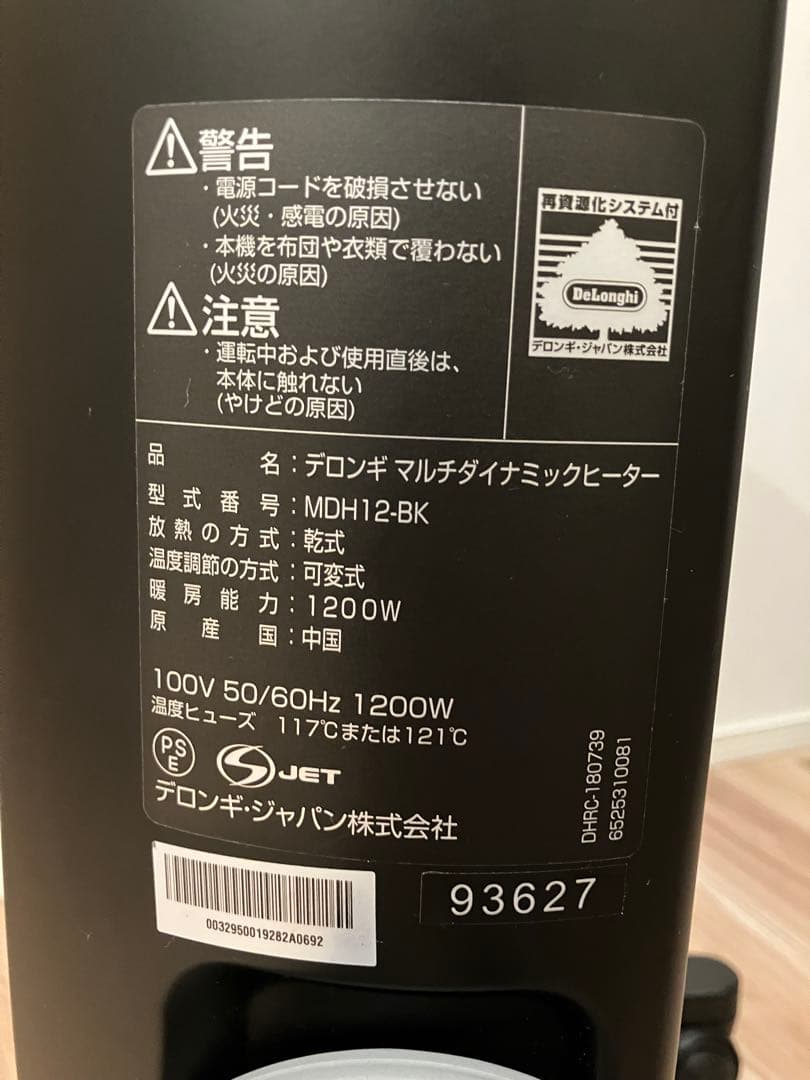 警告
・電源コードを破損させない
(火災・感電の原因)
・本機を布団や衣類で覆わない
(火災の原因)
注意
・運転中および使用直後は、
本体に触れない
(やけどの原因)
再資源化システム付
DeLonghi
デロンギ・ジャパン株式会社
品名：デロンギ マルチダイナミックヒーター
型式番号：MDH12-BK
放熱の方式：乾式
温度調節の方式：可変式
暖房能力：1200W
原産国：中国
100V 50/60Hz 1200W
温度ヒューズ 117℃または121℃
PSE
JET
デロンギ・ジャパン株式会社
DHRC-180739
6525310081
0032950019282A0692
93627